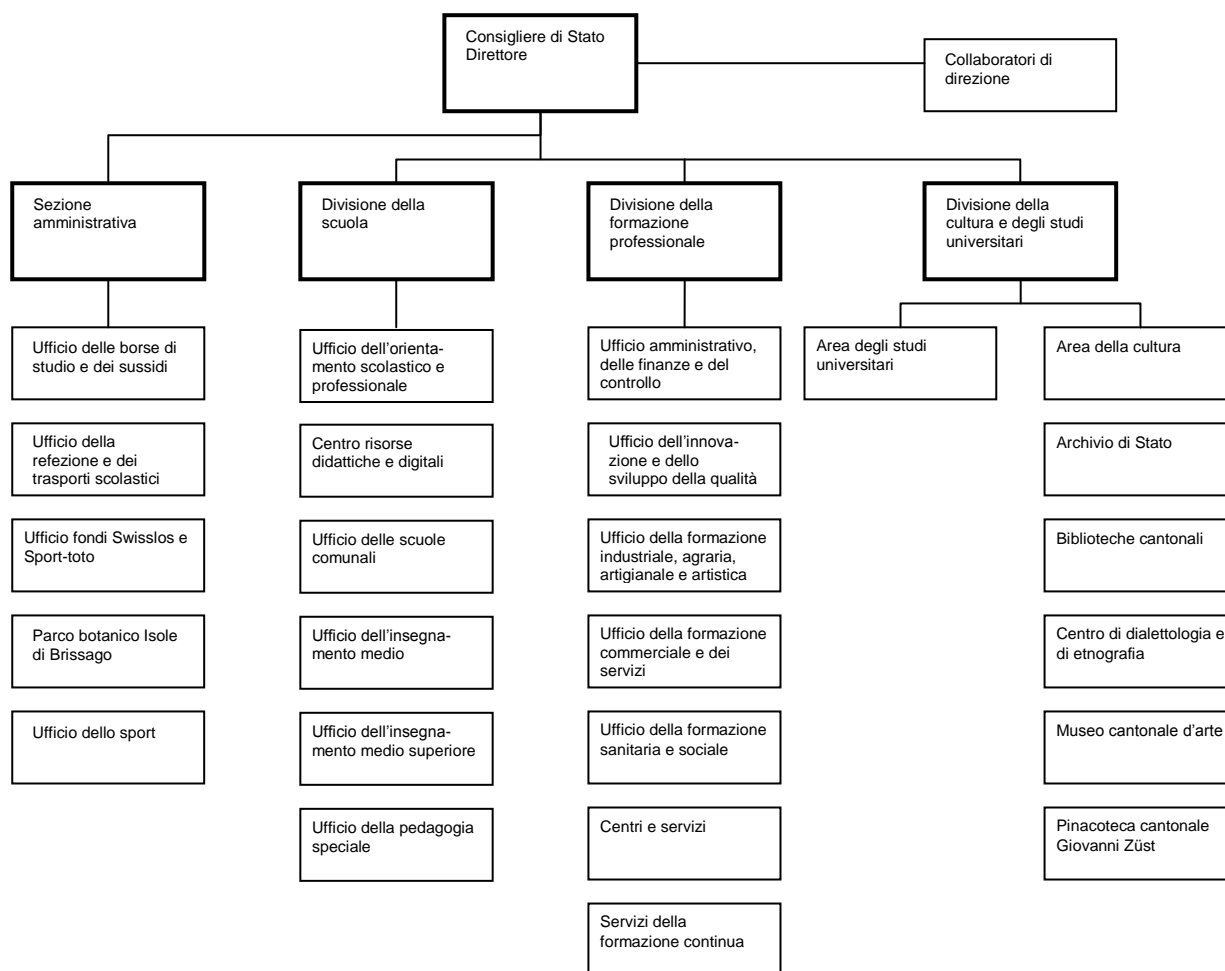 Consigliere di Stato
Direttore
Collaboratori di
direzione
Sezione
amministrativa
Divisione della
scuola
Divisione della
formazione
professionale
Divisione della
cultura e degli studi
universitari
Ufficio delle borse di
studio e dei sussidi
Ufficio dell'orienta-
mento scolastico e
professionale
Ufficio amministrativo,
delle finanze e del
controllo
Area degli studi
universitari
Area della cultura
Ufficio della
refezione e dei
trasporti scolastici
Centro risorse
didattiche e digitali
Ufficio dell'innova-
zione e dello
sviluppo della qualità
Archivio di Stato
Ufficio fondi Swisslos e
Sport-toto
Ufficio delle scuole
comunali
Ufficio della formazione
industriale, agraria,
artigianale e artistica
Biblioteche cantonali
Parco botanico Isole
di Brissago
Ufficio dell'insegna-
mento medio
Ufficio della formazione
commerciale e dei
servizi
Centro di dialettologia e
di etnografia
Ufficio dello sport
Ufficio dell'insegna-
mento medio superiore
Ufficio della formazione
sanitaria e sociale
Museo cantonale d'arte
Ufficio della pedagogia
speciale
Centri e servizi
Pinacoteca cantonale
Giovanni Züst
Servizi della
formazione continua